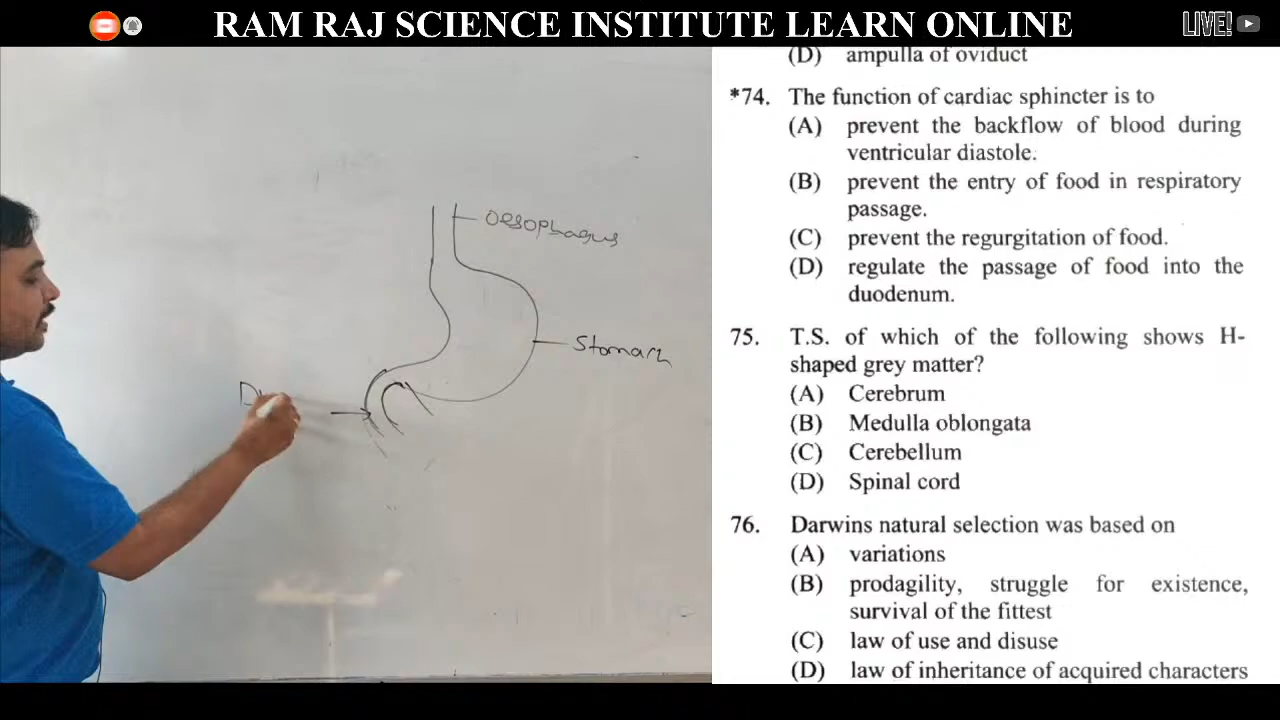 RAM RAJ SCIENCE INSTITUTE LEARN ONLINE
LIVE!
Oesophagus
Stomach
D
(D) ampulla of oviduct
*74. The function of cardiac sphincter is to
(A) prevent the backflow of blood during
ventricular diastole.
(B) prevent the entry of food in respiratory
passage.
(C) prevent the regurgitation of food.
(D) regulate the passage of food into the
duodenum.
75. T.S. of which of the following shows H-
shaped grey matter?
(A) Cerebrum
(B) Medulla oblongata
(C) Cerebellum
(D) Spinal cord
76. Darwins natural selection was based on
(A) variations
(B) prodagility, struggle for existence,
survival of the fittest
(C) law of use and disuse
(D) law of inheritance of acquired characters